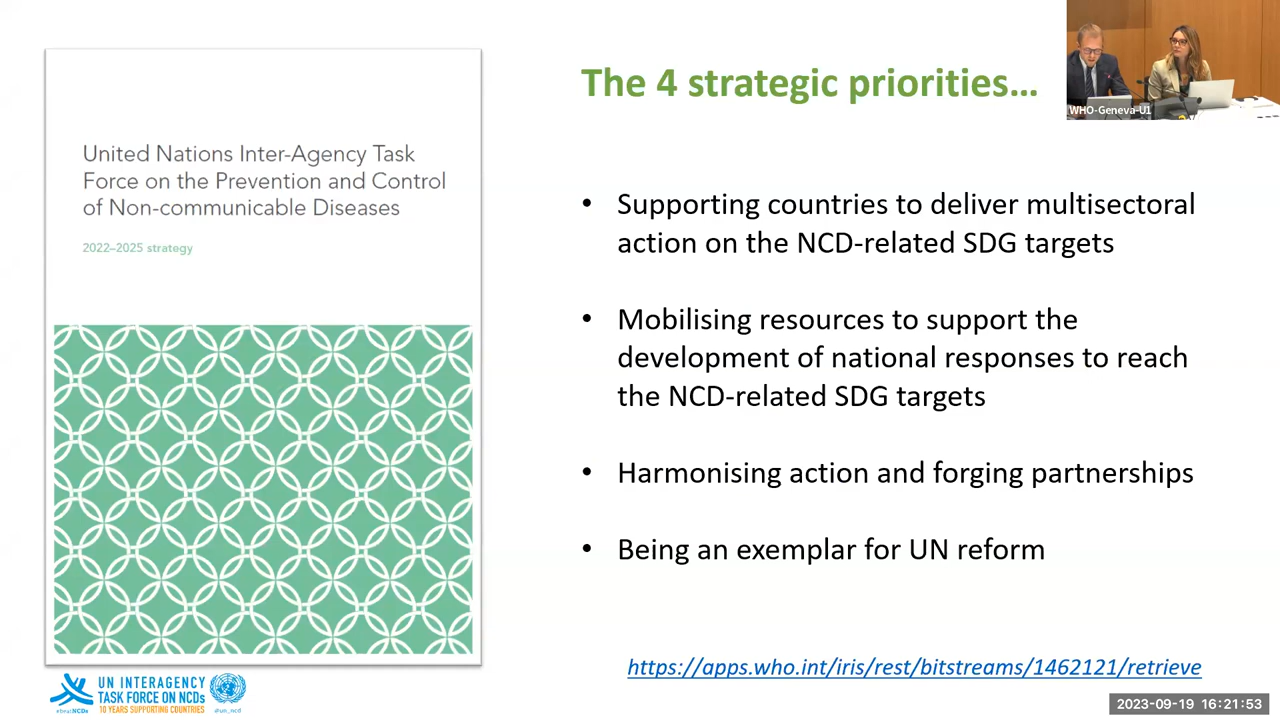 The 4 strategic priorities...
WHO-Geneva-U1
United Nations Inter-Agency Task
Force on the Prevention and Control
of Non-communicable Diseases
2022–2025 strategy
• Supporting countries to deliver multisectoral
action on the NCD-related SDG targets
• Mobilising resources to support the
development of national responses to reach
the NCD-related SDG targets
• Harmonising action and forging partnerships
• Being an exemplar for UN reform
https://apps.who.int/iris/rest/bitstreams/1462121/retrieve
UN INTERAGENCY
TASK FORCE ON NCDs
10 YEARS SUPPORTING COUNTRIES
#beatNCDs
@un_ncd
2023-09-19 16:21:53